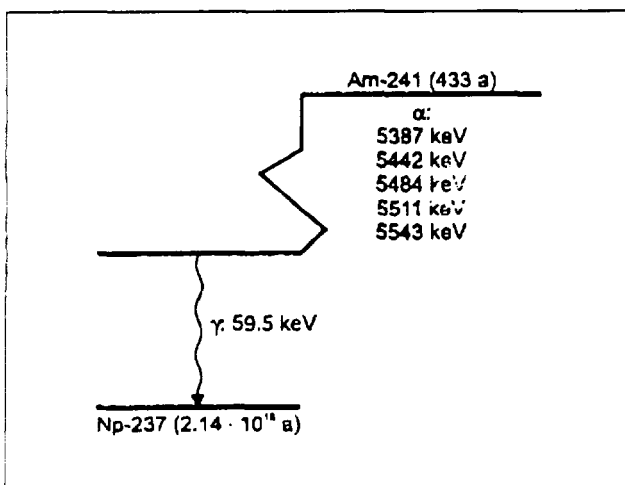 Am-241 (433 a)
α:
5387 keV
5442 keV
5484 keV
5511 keV
5543 keV
γ: 59.5 keV
Np-237 (2.14 · 10¹⁸ a)